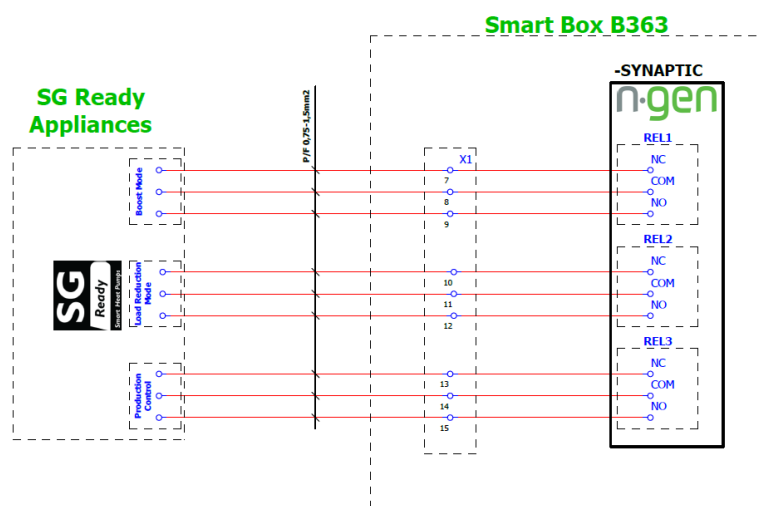 Smart Box B363
-SYNAPTIC
n·gen
SG Ready
Appliances
P/F 0,75-1,5mm2
X1
REL1
NC
COM
NO
Boost Mode
7
8
9
REL2
NC
COM
NO
SG
Ready
Smart Heat Pumps
Load Reduction
Mode
10
11
12
REL3
NC
COM
NO
Production
Control
13
14
15